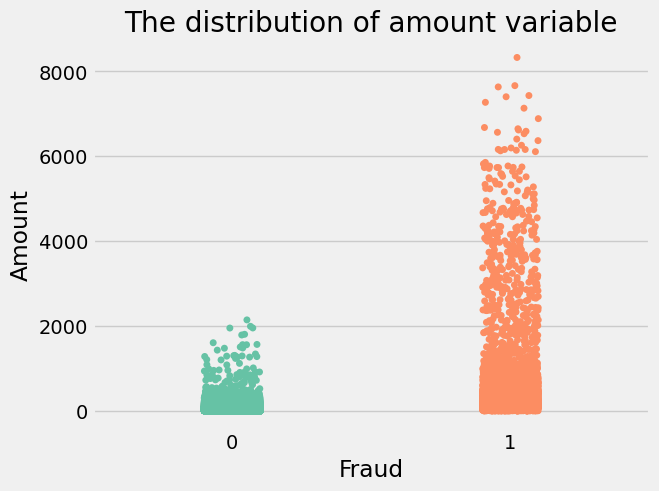 The distribution of amount variable
8000
6000
4000
2000
0
Amount
0 1
Fraud